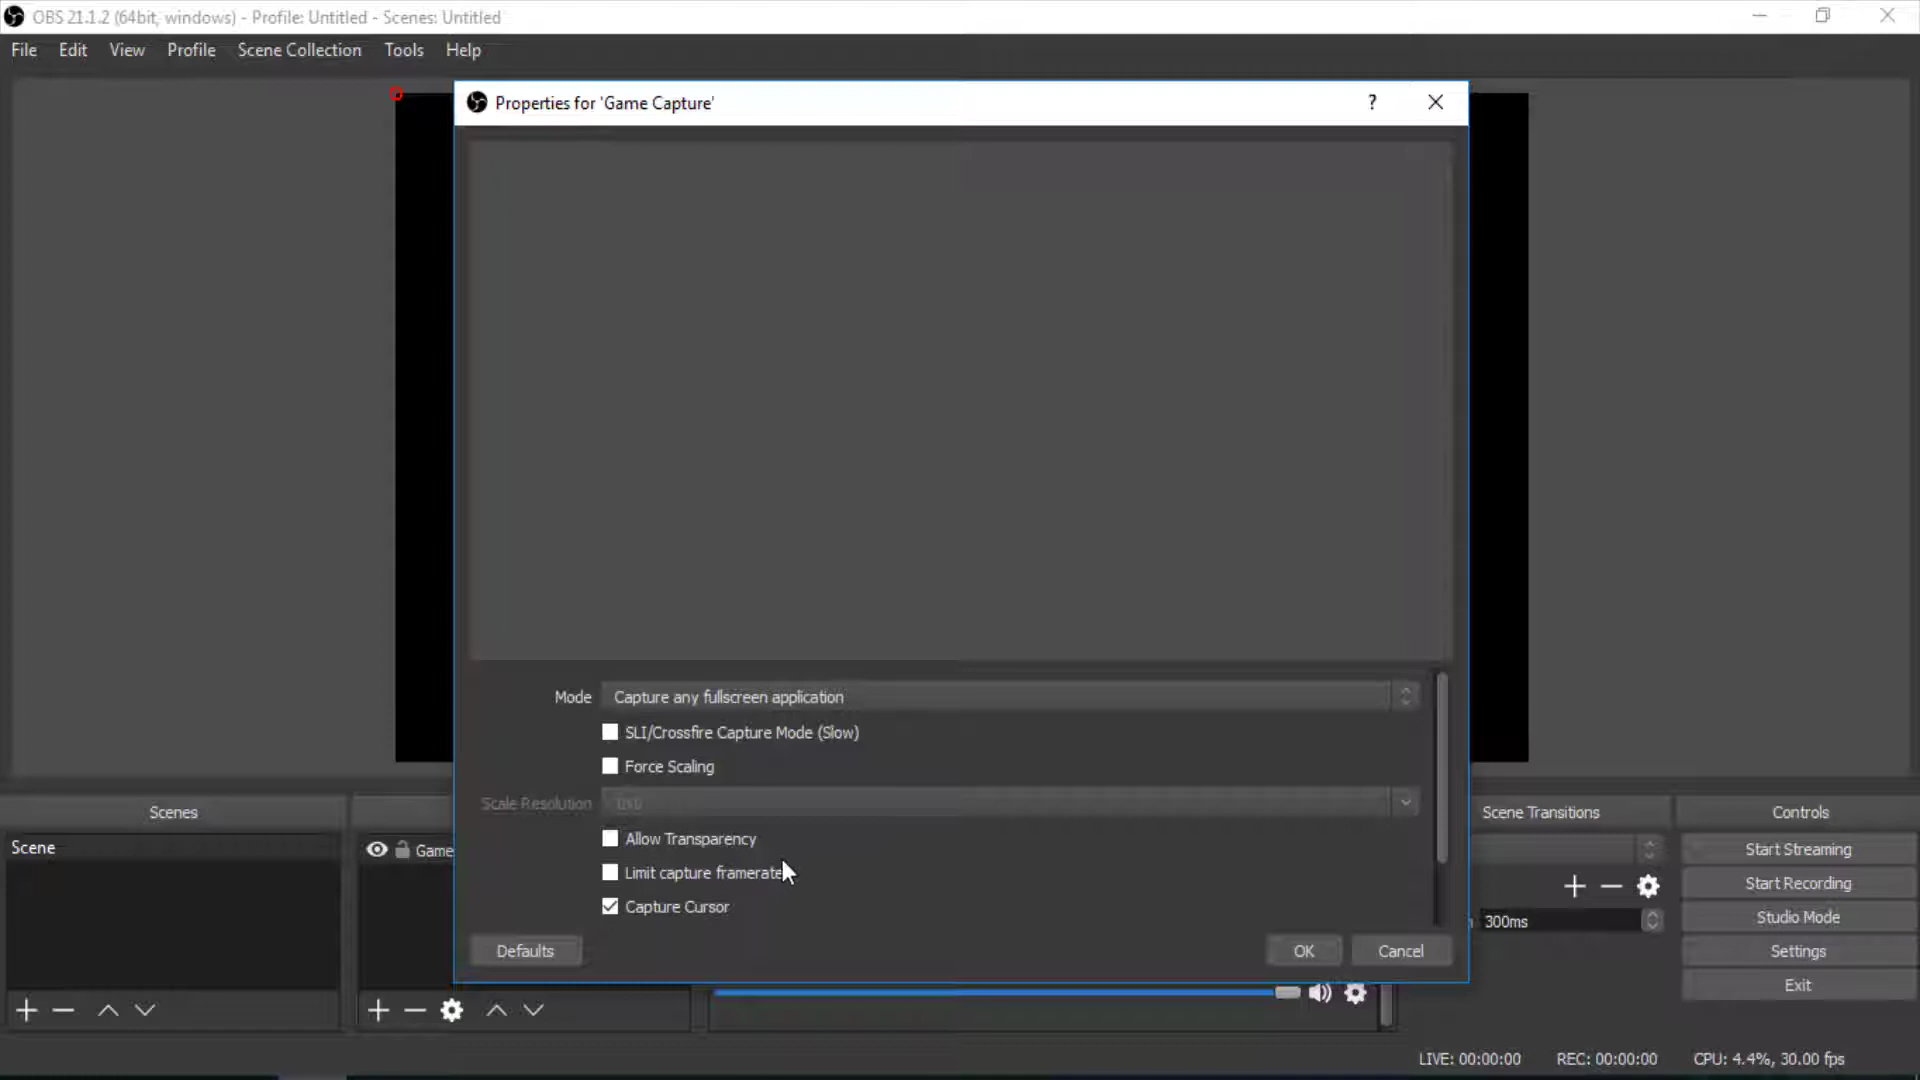 OBS 21.1.2 (64bit, windows) - Profile: Untitled - Scenes: Untitled
File Edit View Profile Scene Collection Tools Help
Properties for 'Game Capture'
?
Mode Capture any fullscreen application
SLI/Crossfire Capture Mode (Slow)
Force Scaling
Scale Resolution
Allow Transparency
Limit capture framerate
Capture Cursor
Defaults OK Cancel
Scenes
Scene
Game
Scene Transitions
300ms
Controls
Start Streaming
Start Recording
Studio Mode
Settings
Exit
LIVE: 00:00:00 REC: 00:00:00 CPU: 4.4%, 30.00 fps